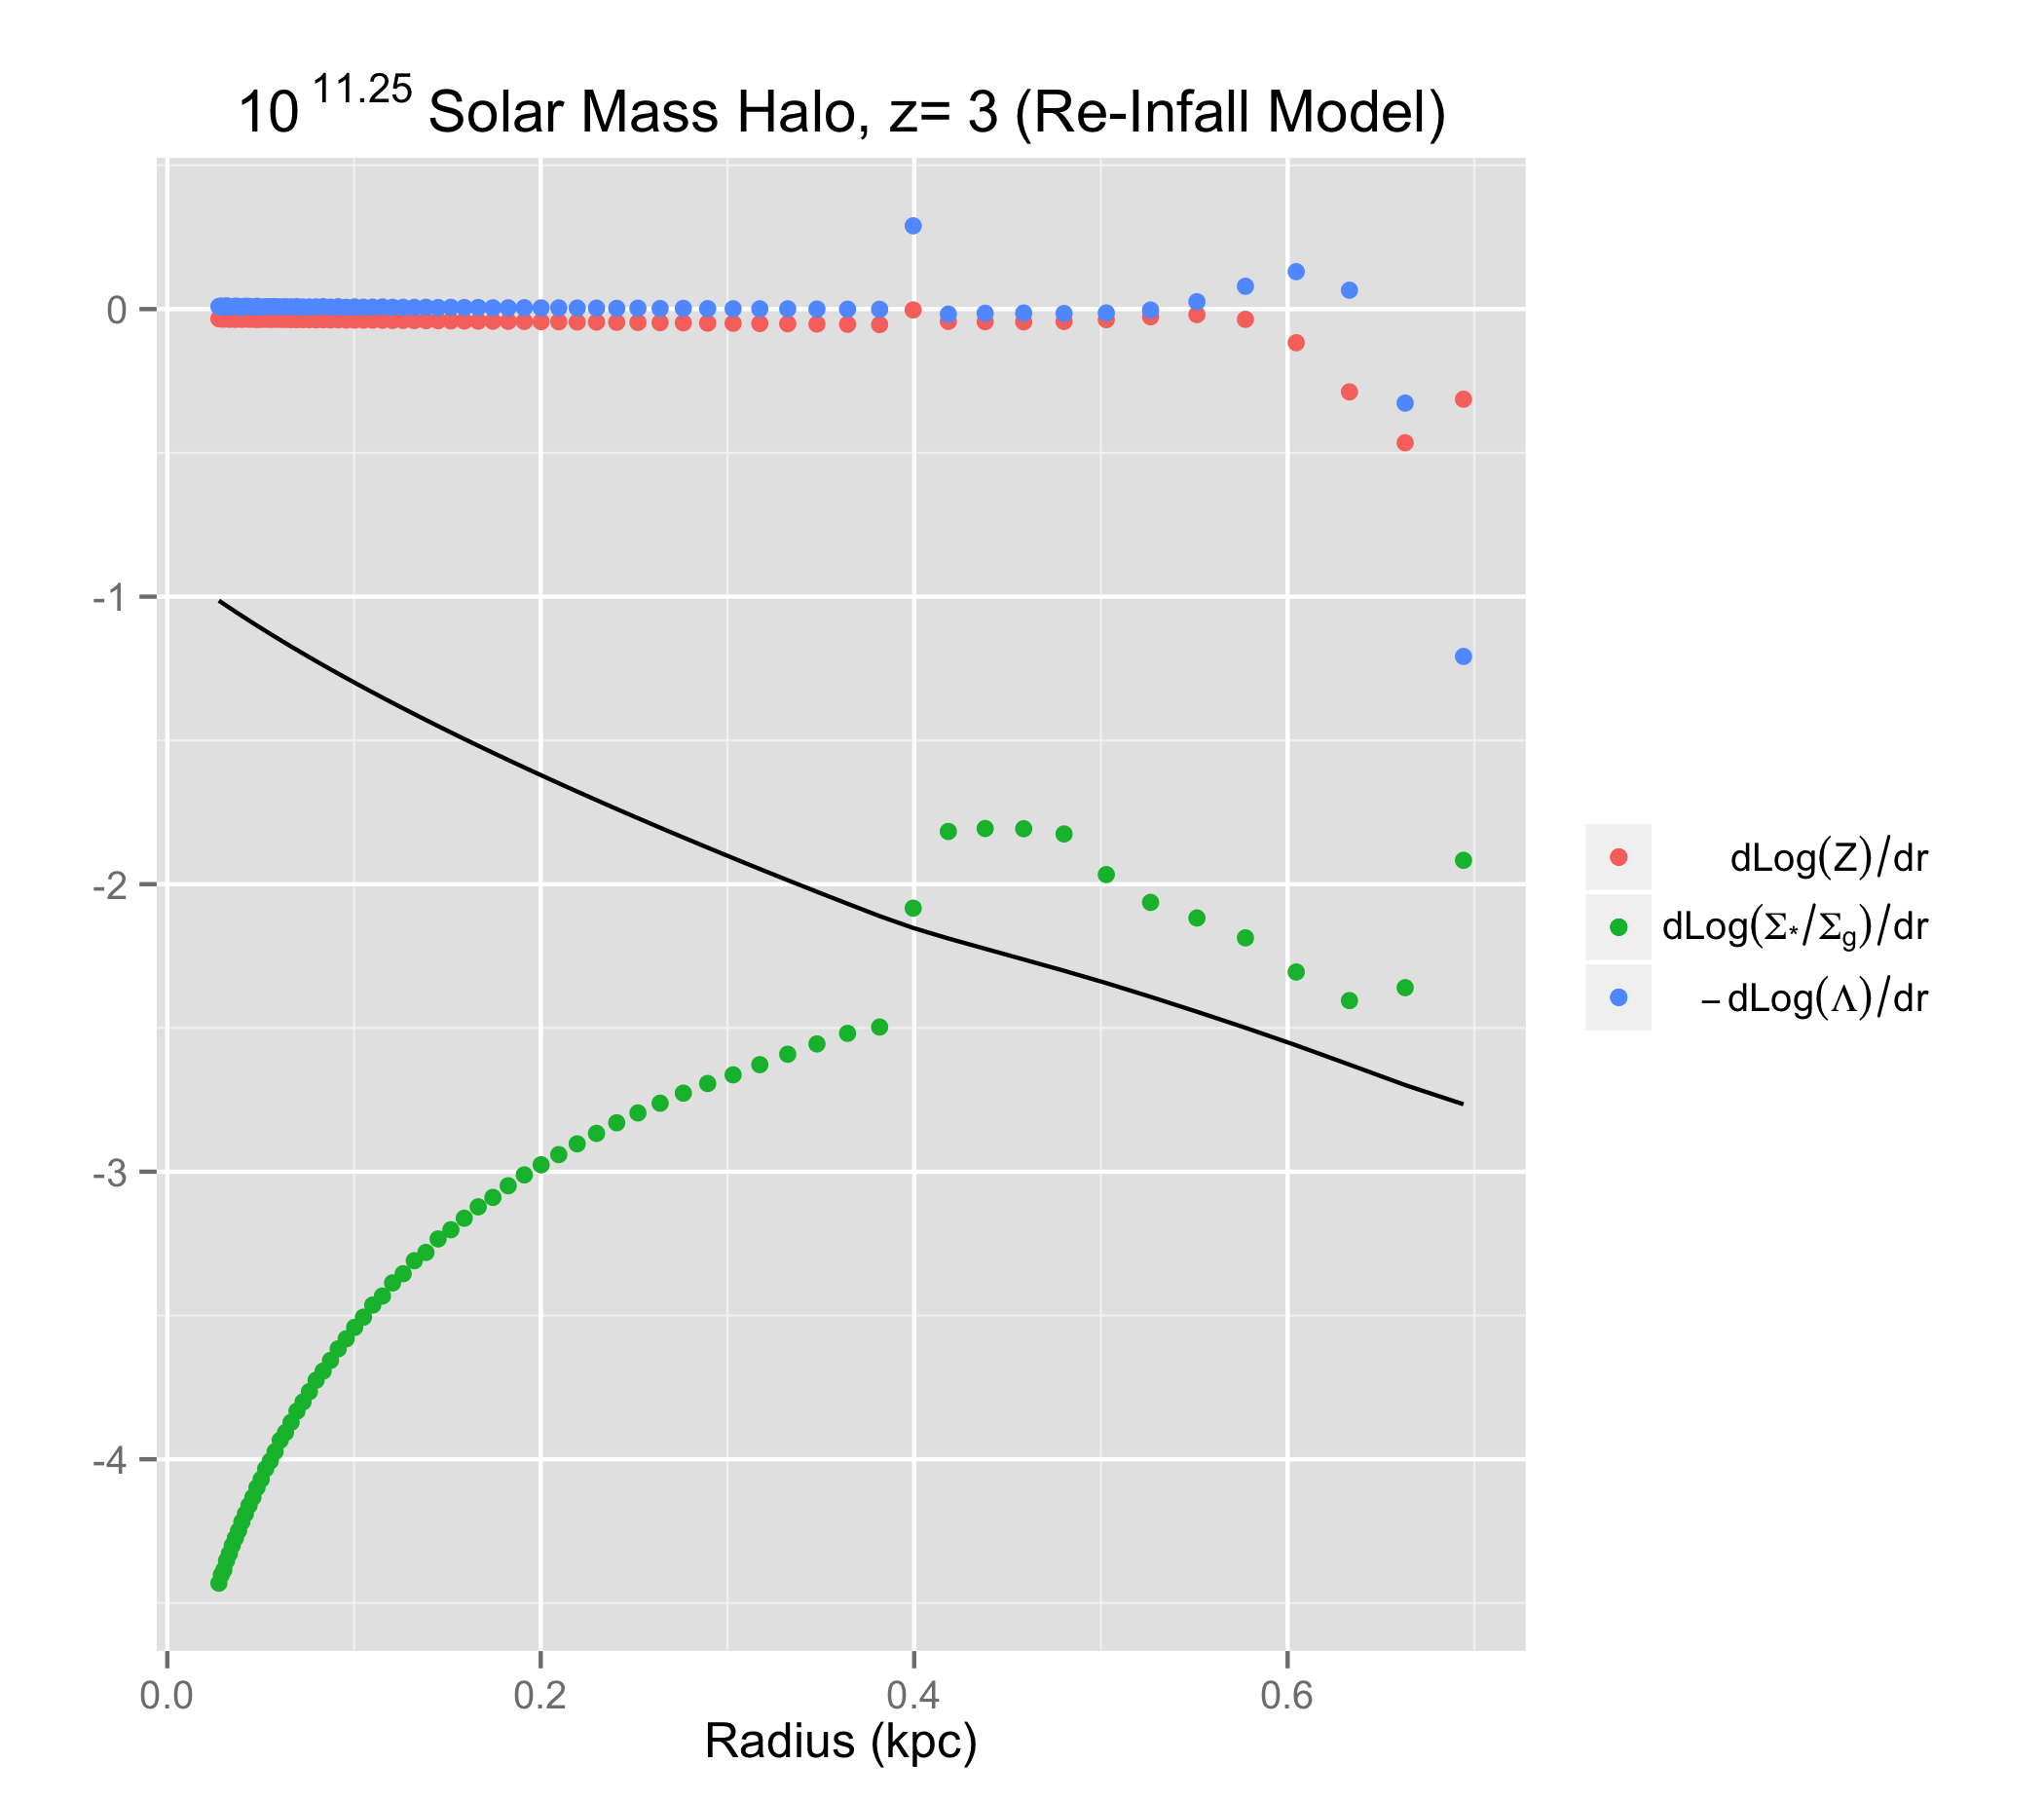 10^11.25 Solar Mass Halo, z= 3 (Re-Infall Model)
0
-1
-2
-3
-4
0.0 0.2 0.4 0.6
Radius (kpc)
dLog(Z)/dr
dLog(Σ*/Σg)/dr
−dLog(Λ)/dr